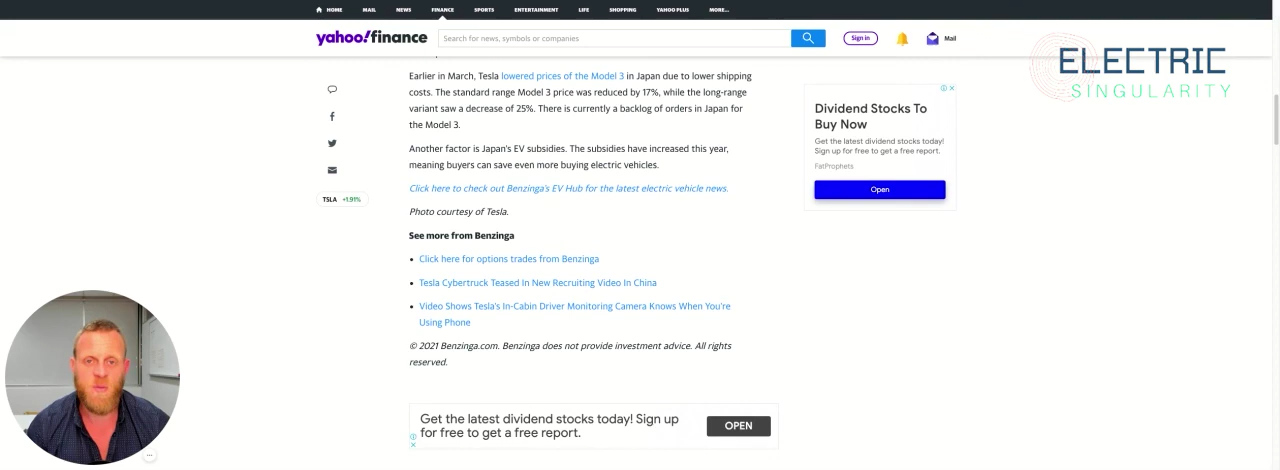 HOME MAIL NEWS FINANCE SPORTS ENTERTAINMENT LIFE SHOPPING YAHOO PLUS MORE...
yahoo!finance Search for news, symbols or companies Sign in Mail
ELECTRIC
SINGULARITY
Earlier in March, Tesla lowered prices of the Model 3 in Japan due to lower shipping
costs. The standard range Model 3 price was reduced by 17%, while the long-range
variant saw a decrease of 25%. There is currently a backlog of orders in Japan for
the Model 3.
Another factor is Japan's EV subsidies. The subsidies have increased this year,
meaning buyers can save even more buying electric vehicles.
Click here to check out Benzinga's EV Hub for the latest electric vehicle news.
Photo courtesy of Tesla.
See more from Benzinga
• Click here for options trades from Benzinga
• Tesla Cybertruck Teased In New Recruiting Video In China
• Video Shows Tesla's In-Cabin Driver Monitoring Camera Knows When You're
Using Phone
© 2021 Benzinga.com. Benzinga does not provide investment advice. All rights
reserved.
TSLA +1.91%
Dividend Stocks To
Buy Now
Get the latest dividend stocks today!
Sign up for free to get a free report.
FatProphets
Open
Get the latest dividend stocks today! Sign up
for free to get a free report.
OPEN